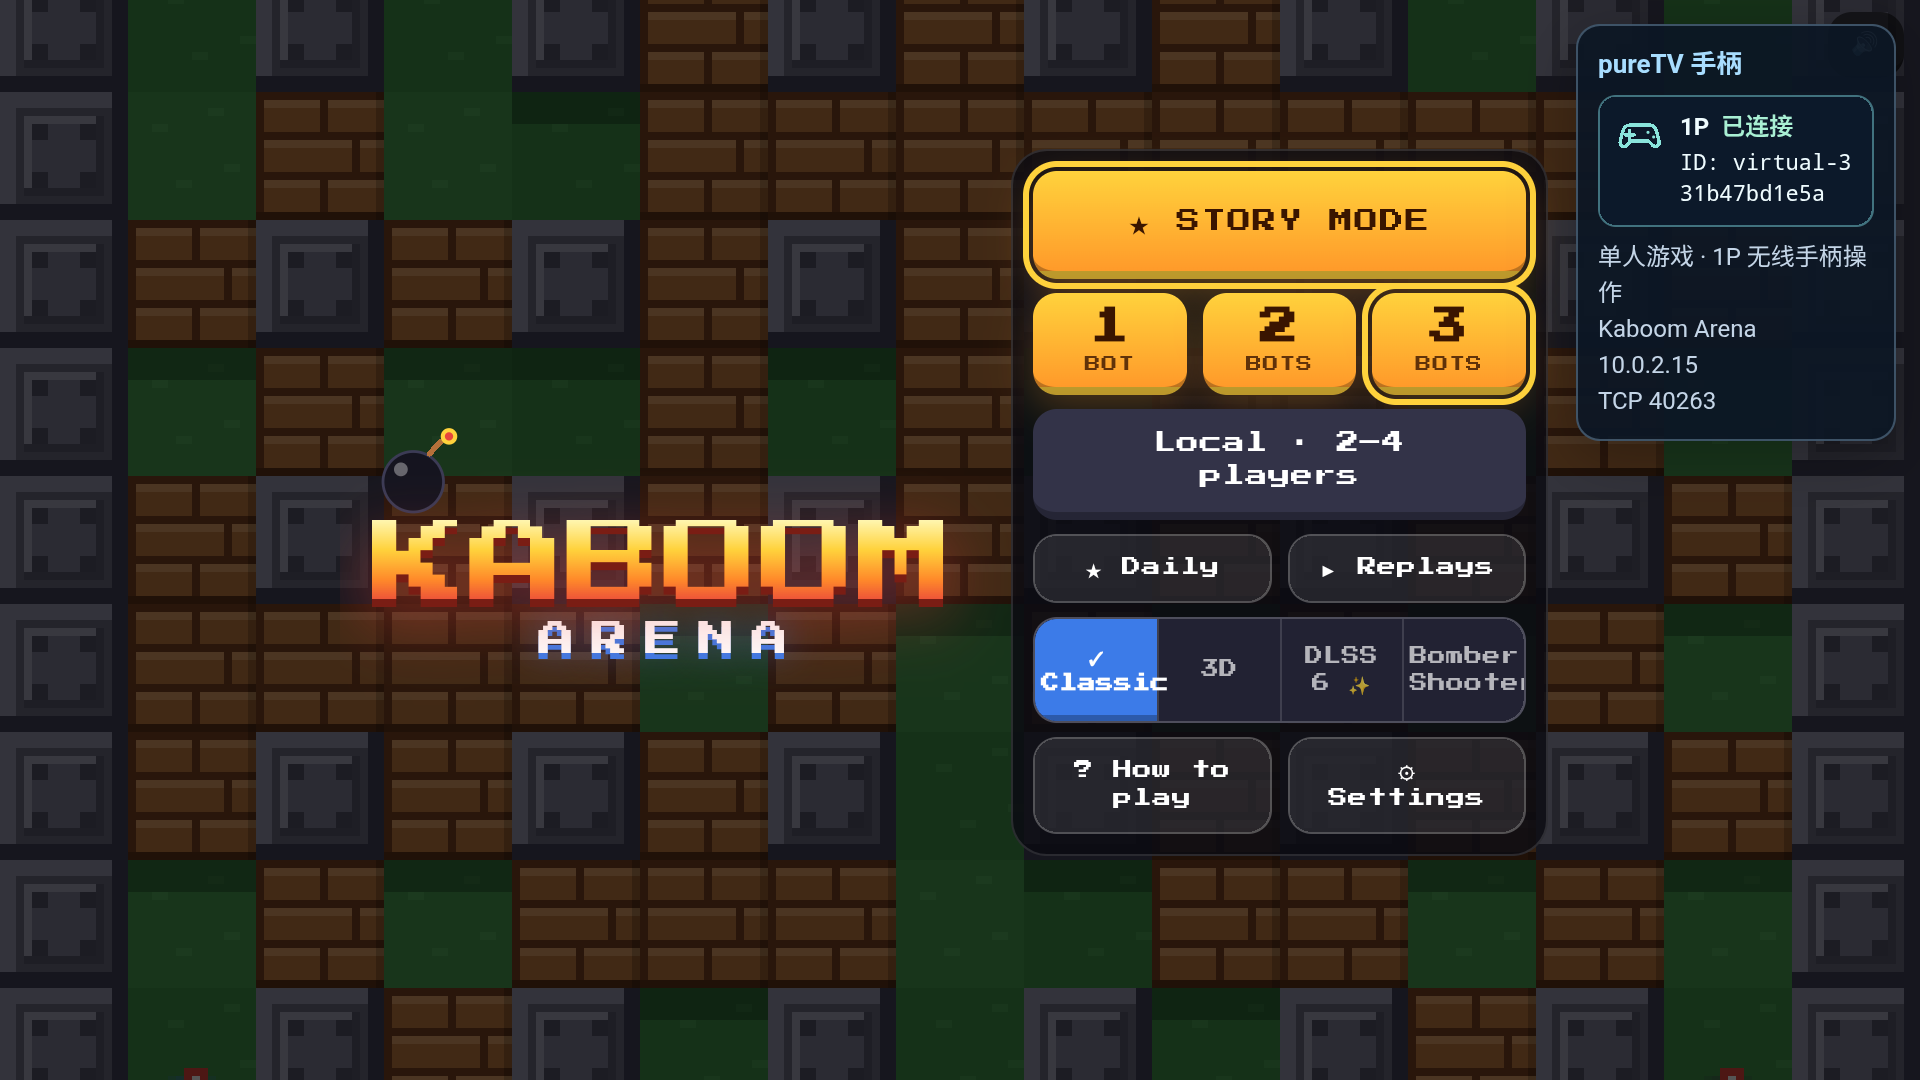 KABOOM
ARENA
★ STORY MODE
1
BOT
2
BOTS
3
BOTS
Local · 2–4
players
★ Daily
▶ Replays
✓
Classic
3D
DLSS
6 ✨
Bomber
Shooter
? How to
play
⚙
Settings
pureTV 手柄
1P 已连接
ID: virtual-3
31b47bd1e5a
单人游戏 · 1P 无线手柄操
作
Kaboom Arena
10.0.2.15
TCP 40263